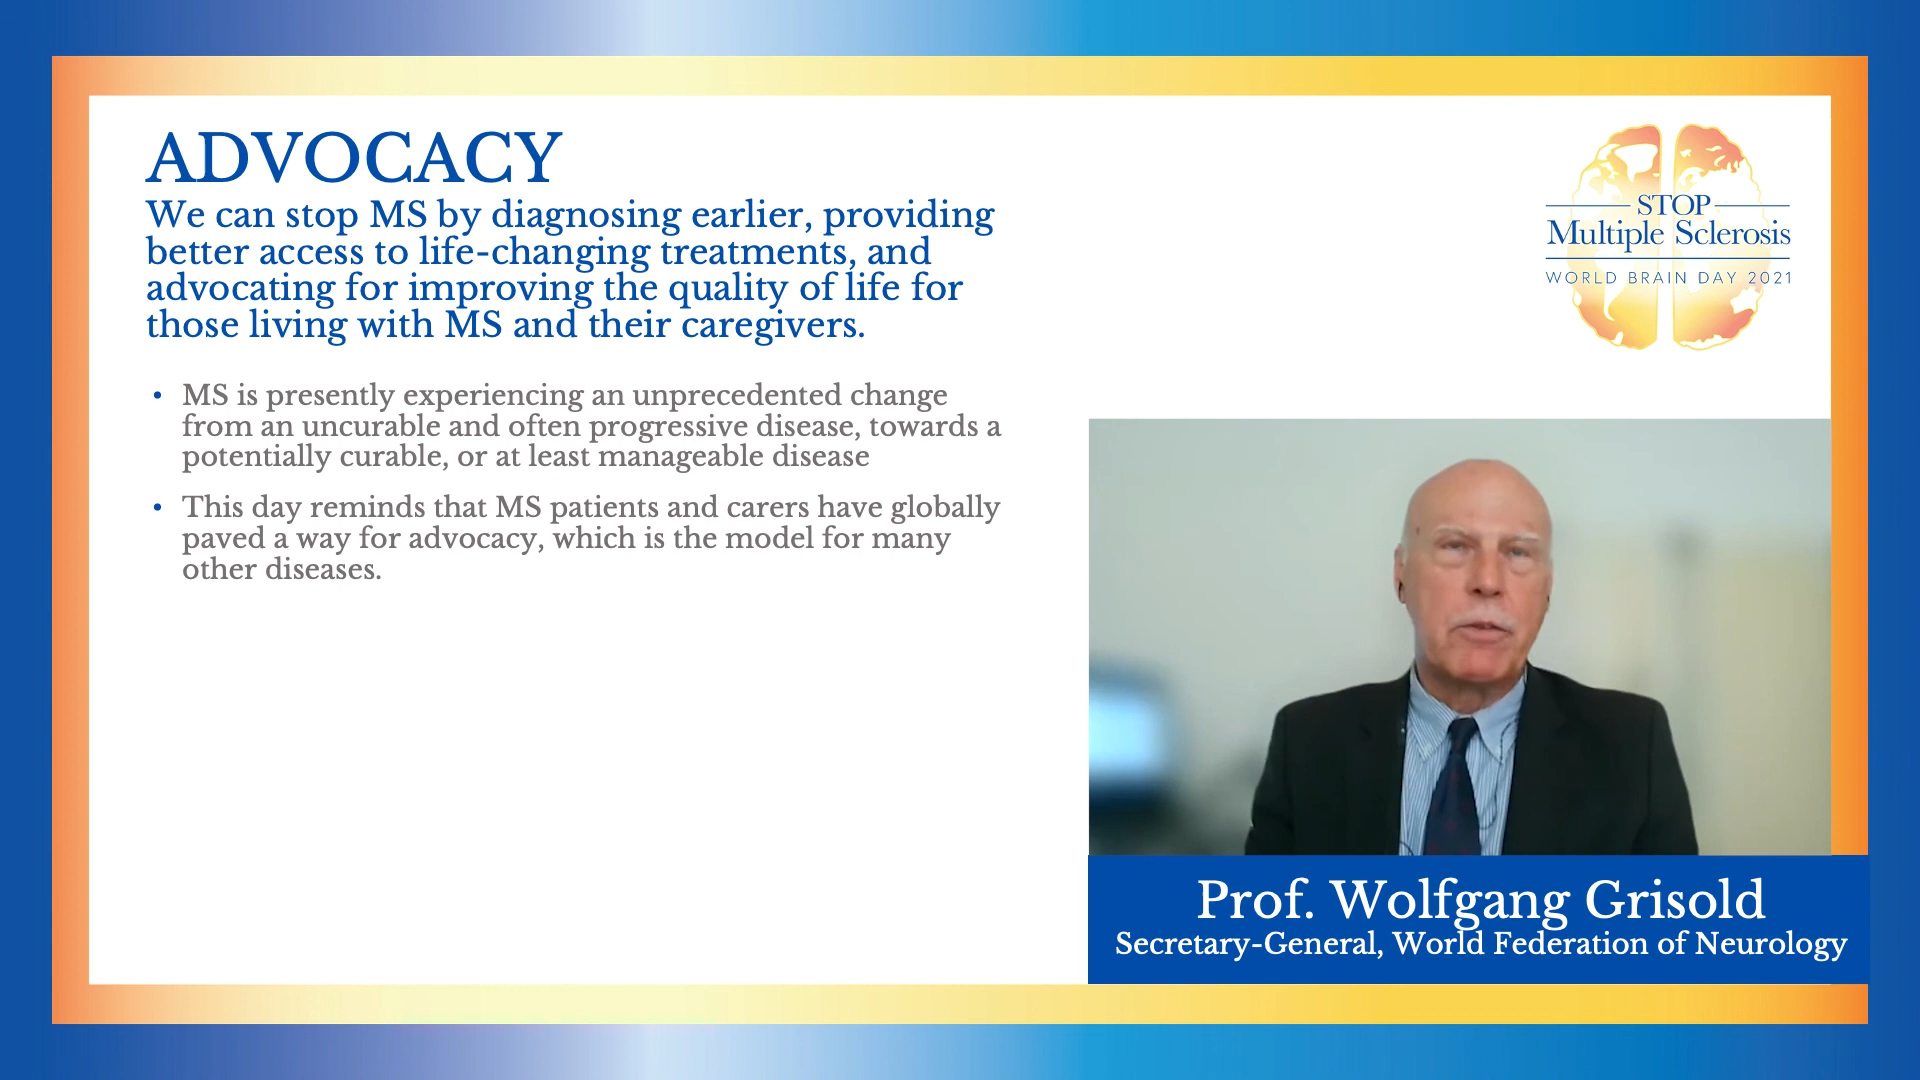 ADVOCACY
We can stop MS by diagnosing earlier, providing
better access to life-changing treatments, and
advocating for improving the quality of life for
those living with MS and their caregivers.
• MS is presently experiencing an unprecedented change
from an uncurable and often progressive disease, towards a
potentially curable, or at least manageable disease
• This day reminds that MS patients and carers have globally
paved a way for advocacy, which is the model for many
other diseases.
STOP
Multiple Sclerosis
WORLD BRAIN DAY 2021
Prof. Wolfgang Grisold
Secretary-General, World Federation of Neurology